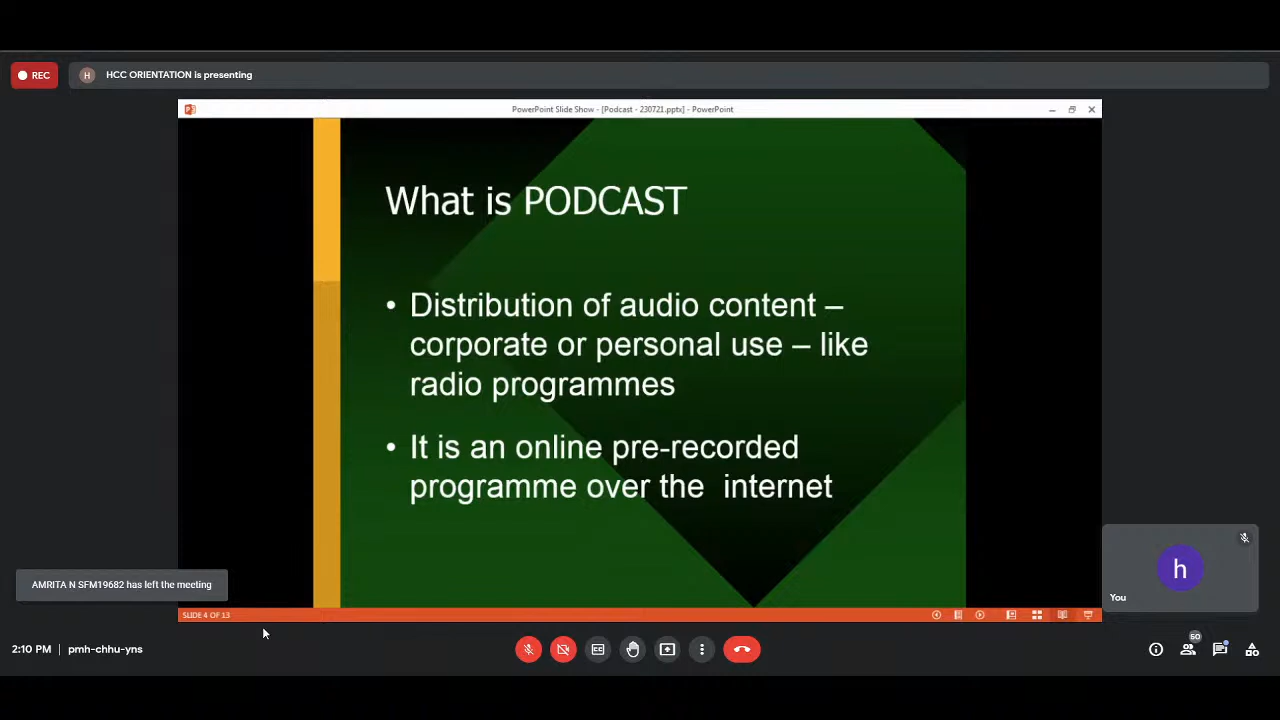 REC
H
HCC ORIENTATION is presenting
PowerPoint Slide Show - [Podcast - 230721.pptx] - PowerPoint
What is PODCAST
• Distribution of audio content –
corporate or personal use – like
radio programmes
• It is an online pre-recorded
programme over the internet
AMRITA N SFM19682 has left the meeting
h
You
SLIDE 4 OF 13
2:10 PM | pmh-chhu-yns
CC
50